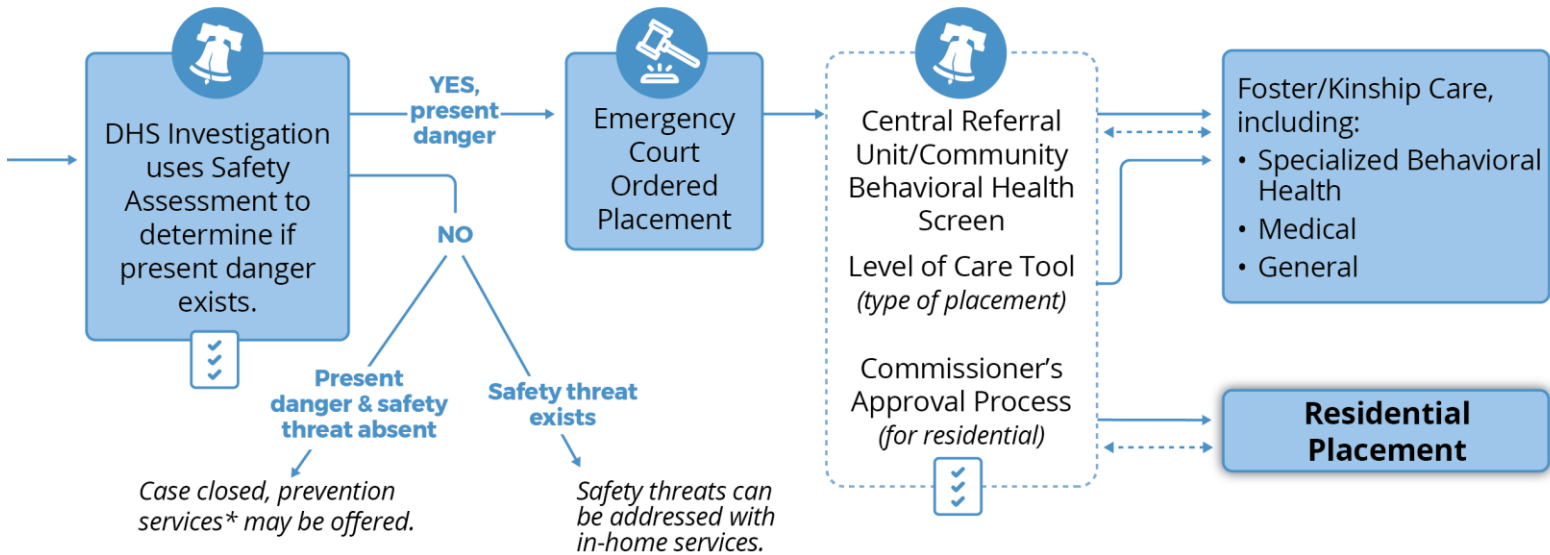 DHS Investigation
uses Safety
Assessment to
determine if
present danger
exists.
YES,
present
danger
NO
Present
danger & safety
threat absent
Safety threat
exists
Case closed, prevention
services* may be offered.
Safety threats can
be addressed with
in-home services.
Emergency
Court
Ordered
Placement
Central Referral
Unit/Community
Behavioral Health
Screen
Level of Care Tool
(type of placement)
Commissioner’s
Approval Process
(for residential)
Foster/Kinship Care,
including:
• Specialized Behavioral
Health
• Medical
• General
Residential
Placement